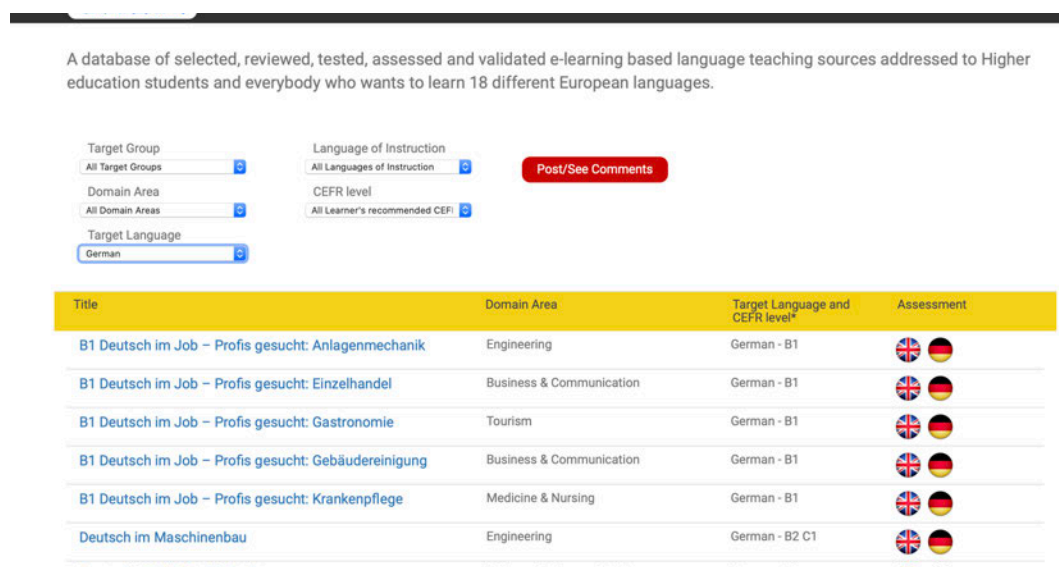 A database of selected, reviewed, tested, assessed and validated e-learning based language teaching sources addressed to Higher
education students and everybody who wants to learn 18 different European languages.
Target Group
Language of Instruction
All Target Groups
All Languages of Instruction
Post/See Comments
Domain Area
CEFR level
All Domain Areas
All Learner's recommended CEF
Target Language
German
Title
Domain Area
Target Language and
CEFR level*
Assessment
B1 Deutsch im Job – Profis gesucht: Anlagenmechanik
Engineering
German - B1
B1 Deutsch im Job – Profis gesucht: Einzelhandel
Business & Communication
German - B1
B1 Deutsch im Job – Profis gesucht: Gastronomie
Tourism
German - B1
B1 Deutsch im Job – Profis gesucht: Gebäudereinigung
Business & Communication
German - B1
B1 Deutsch im Job – Profis gesucht: Krankenpflege
Medicine & Nursing
German - B1
Deutsch im Maschinenbau
Engineering
German - B2 C1